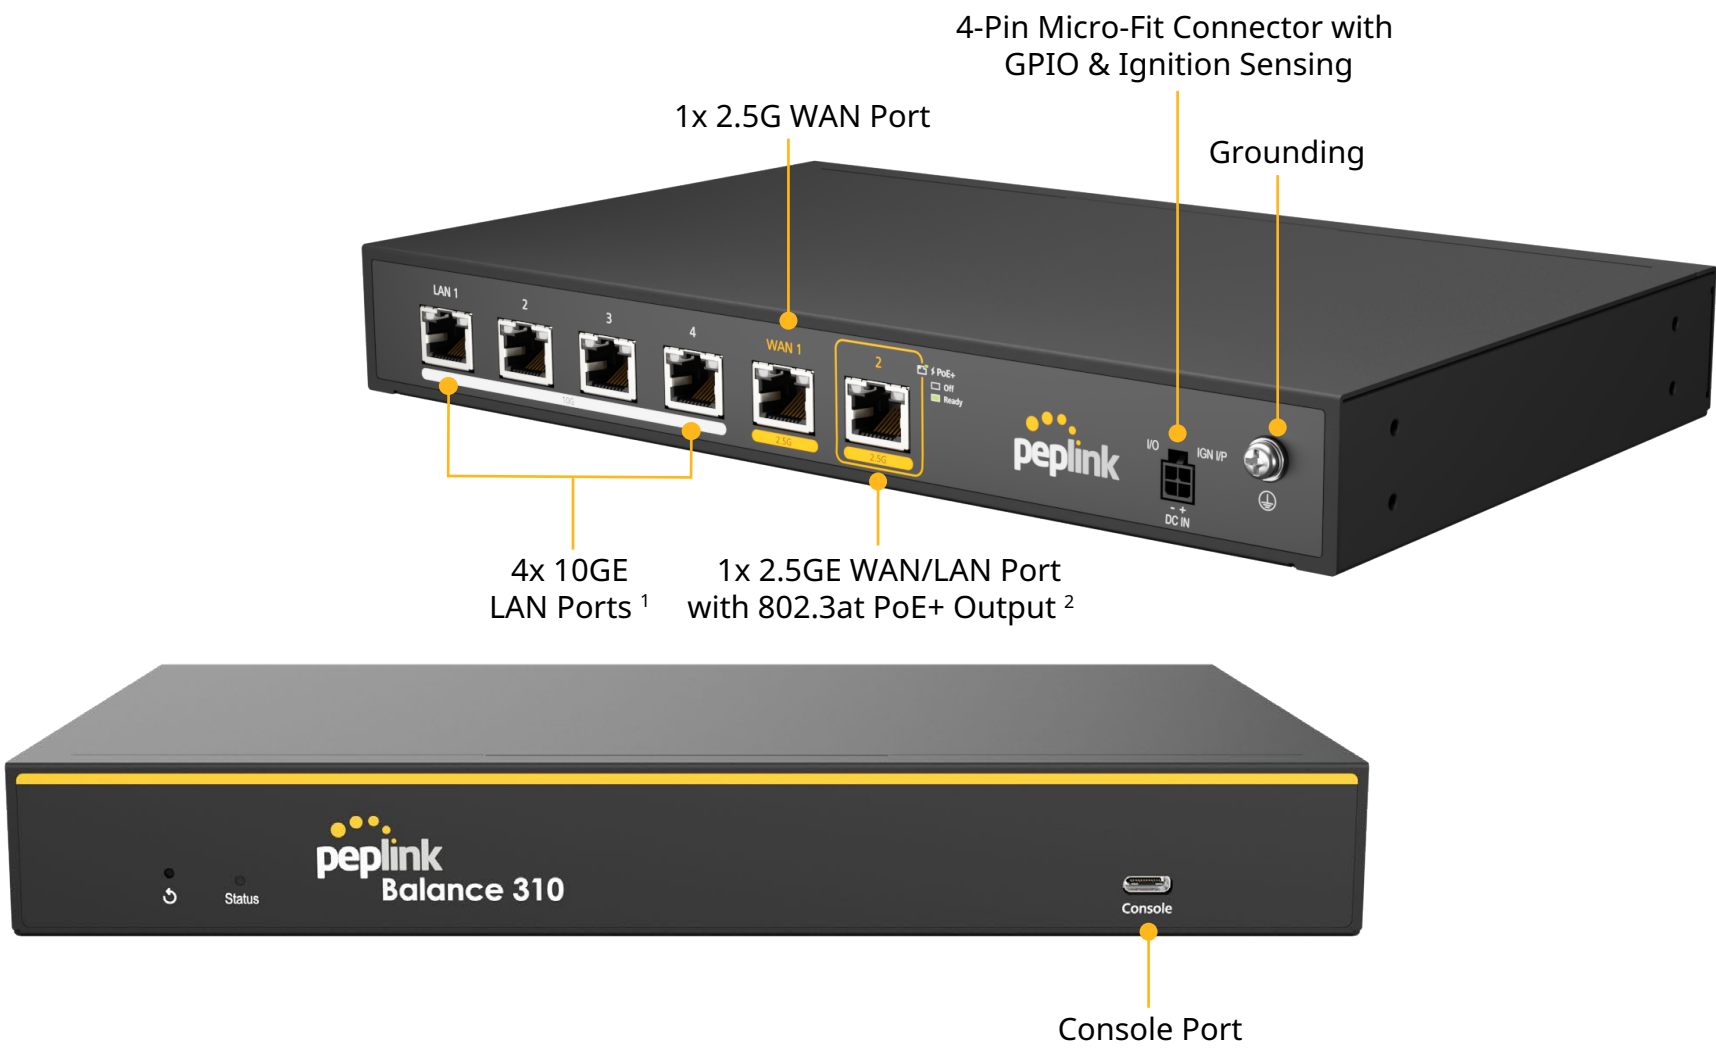 4-Pin Micro-Fit Connector with
GPIO & Ignition Sensing
1x 2.5G WAN Port
Grounding
LAN 1
2
3
4
WAN 1
2
PoE+
Off
Ready
10G
2.5G
2.5G
peplink
I/O
IGN I/P
- +
DC IN
4x 10GE
LAN Ports 1
1x 2.5GE WAN/LAN Port
with 802.3at PoE+ Output 2
peplink
Balance 310
Status
Console
Console Port